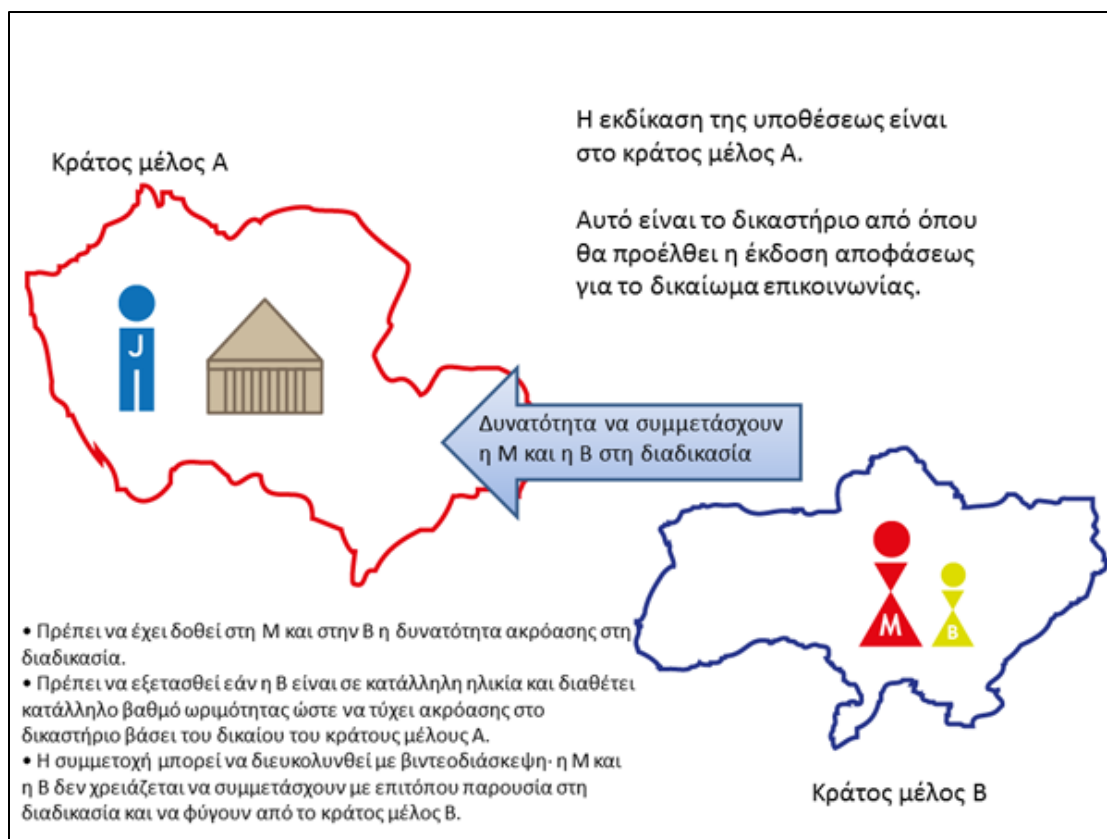 Η εκδίκαση της υποθέσεως είναι
στο κράτος μέλος Α.
Αυτό είναι το δικαστήριο από όπου
θα προέλθει η έκδοση αποφάσεως
για το δικαίωμα επικοινωνίας.
Κράτος μέλος Α
J
Δυνατότητα να συμμετάσχουν
η Μ και η Β στη διαδικασία
M
B
• Πρέπει να έχει δοθεί στη Μ και στην Β η δυνατότητα ακρόασης στη
διαδικασία.
• Πρέπει να εξετασθεί εάν η Β είναι σε κατάλληλη ηλικία και διαθέτει
κατάλληλο βαθμό ωριμότητας ώστε να τύχει ακρόασης στο
δικαστήριο βάσει του δικαίου του κράτους μέλους Α.
• Η συμμετοχή μπορεί να διευκολυνθεί με βιντεοδιάσκεψη· η Μ και
η Β δεν χρειάζεται να συμμετάσχουν με επιτόπου παρουσία στη
διαδικασία και να φύγουν από το κράτος μέλος Β.
Κράτος μέλος Β